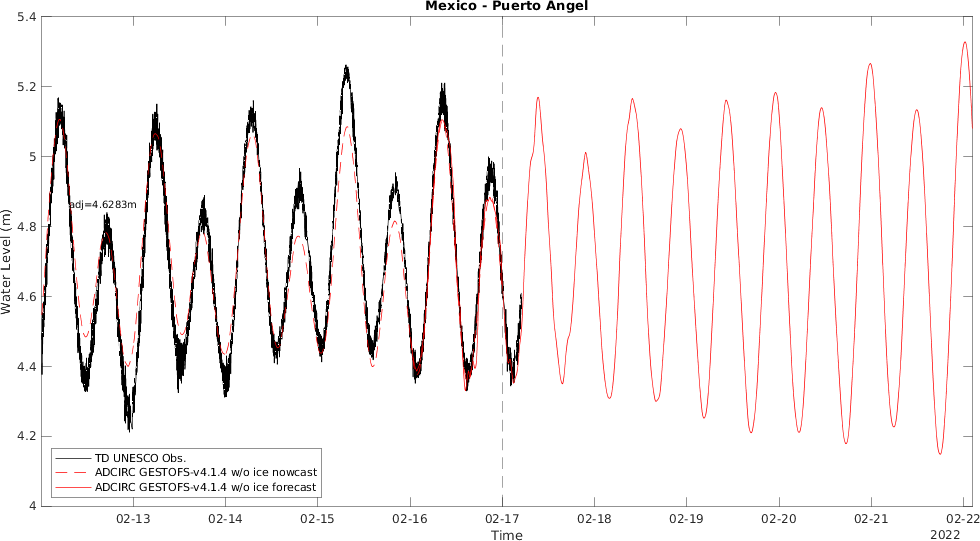 Mexico - Puerto Angel
5.4
5.2
5
4.8
4.6
4.4
4.2
4
Water Level (m)
adj=4.6283m
TD UNESCO Obs.
ADCIRC GESTOFS-v4.1.4 w/o ice nowcast
ADCIRC GESTOFS-v4.1.4 w/o ice forecast
02-13
02-14
02-15
02-16
02-17
02-18
02-19
02-20
02-21
02-22
Time
2022